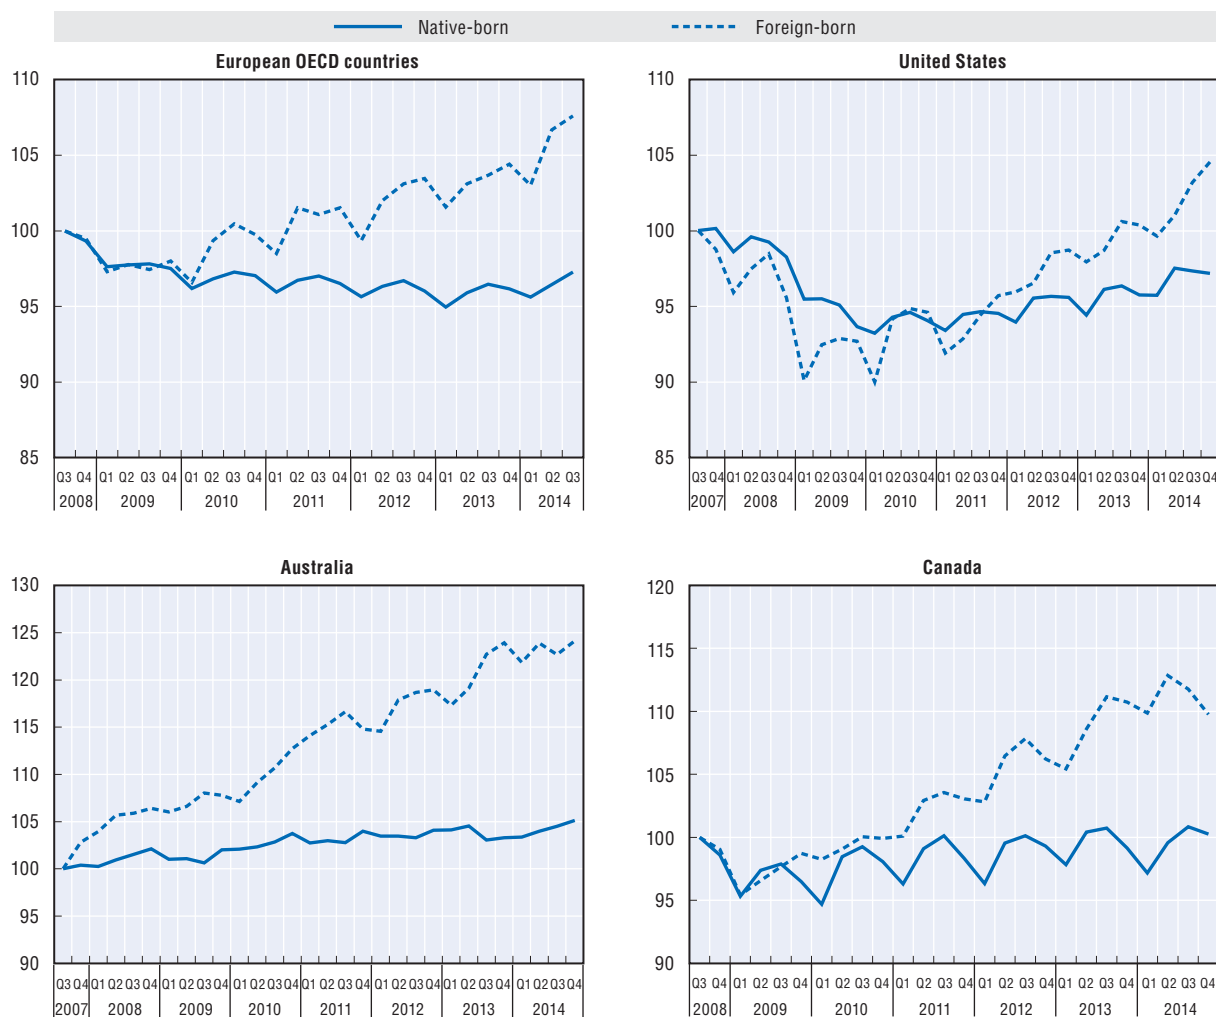 Native-born Foreign-born
European OECD countries
110
105
100
95
90
85
Q3 Q4 Q1 Q2 Q3 Q4 Q1 Q2 Q3 Q4 Q1 Q2 Q3 Q4 Q1 Q2 Q3 Q4 Q1 Q2 Q3 Q4 Q1 Q2 Q3
2008 2009 2010 2011 2012 2013 2014
United States
110
105
100
95
90
85
Q3 Q4 Q1 Q2 Q3 Q4 Q1 Q2 Q3 Q4 Q1 Q2 Q3 Q4 Q1 Q2 Q3 Q4 Q1 Q2 Q3 Q4 Q1 Q2 Q3 Q4 Q1 Q2 Q3 Q4
2007 2008 2009 2010 2011 2012 2013 2014
Australia
130
125
120
115
110
105
100
95
90
Q3 Q4 Q1 Q2 Q3 Q4 Q1 Q2 Q3 Q4 Q1 Q2 Q3 Q4 Q1 Q2 Q3 Q4 Q1 Q2 Q3 Q4 Q1 Q2 Q3 Q4 Q1 Q2 Q3 Q4
2007 2008 2009 2010 2011 2012 2013 2014
Canada
120
115
110
105
100
95
90
Q3 Q4 Q1 Q2 Q3 Q4 Q1 Q2 Q3 Q4 Q1 Q2 Q3 Q4 Q1 Q2 Q3 Q4 Q1 Q2 Q3 Q4 Q1 Q2 Q3 Q4
2008 2009 2010 2011 2012 2013 2014